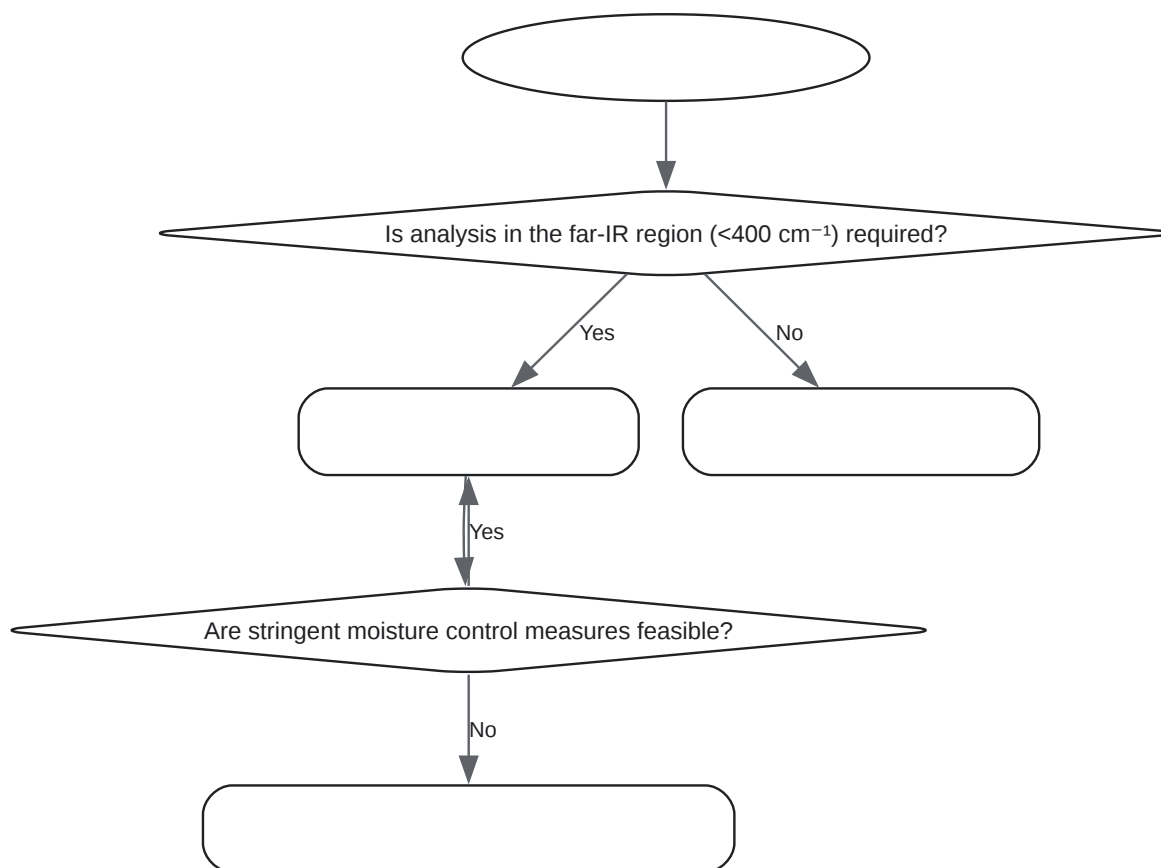 Is analysis in the far-IR region (<400 cm⁻¹) required?
Yes
No
Yes
Are stringent moisture control measures feasible?
No